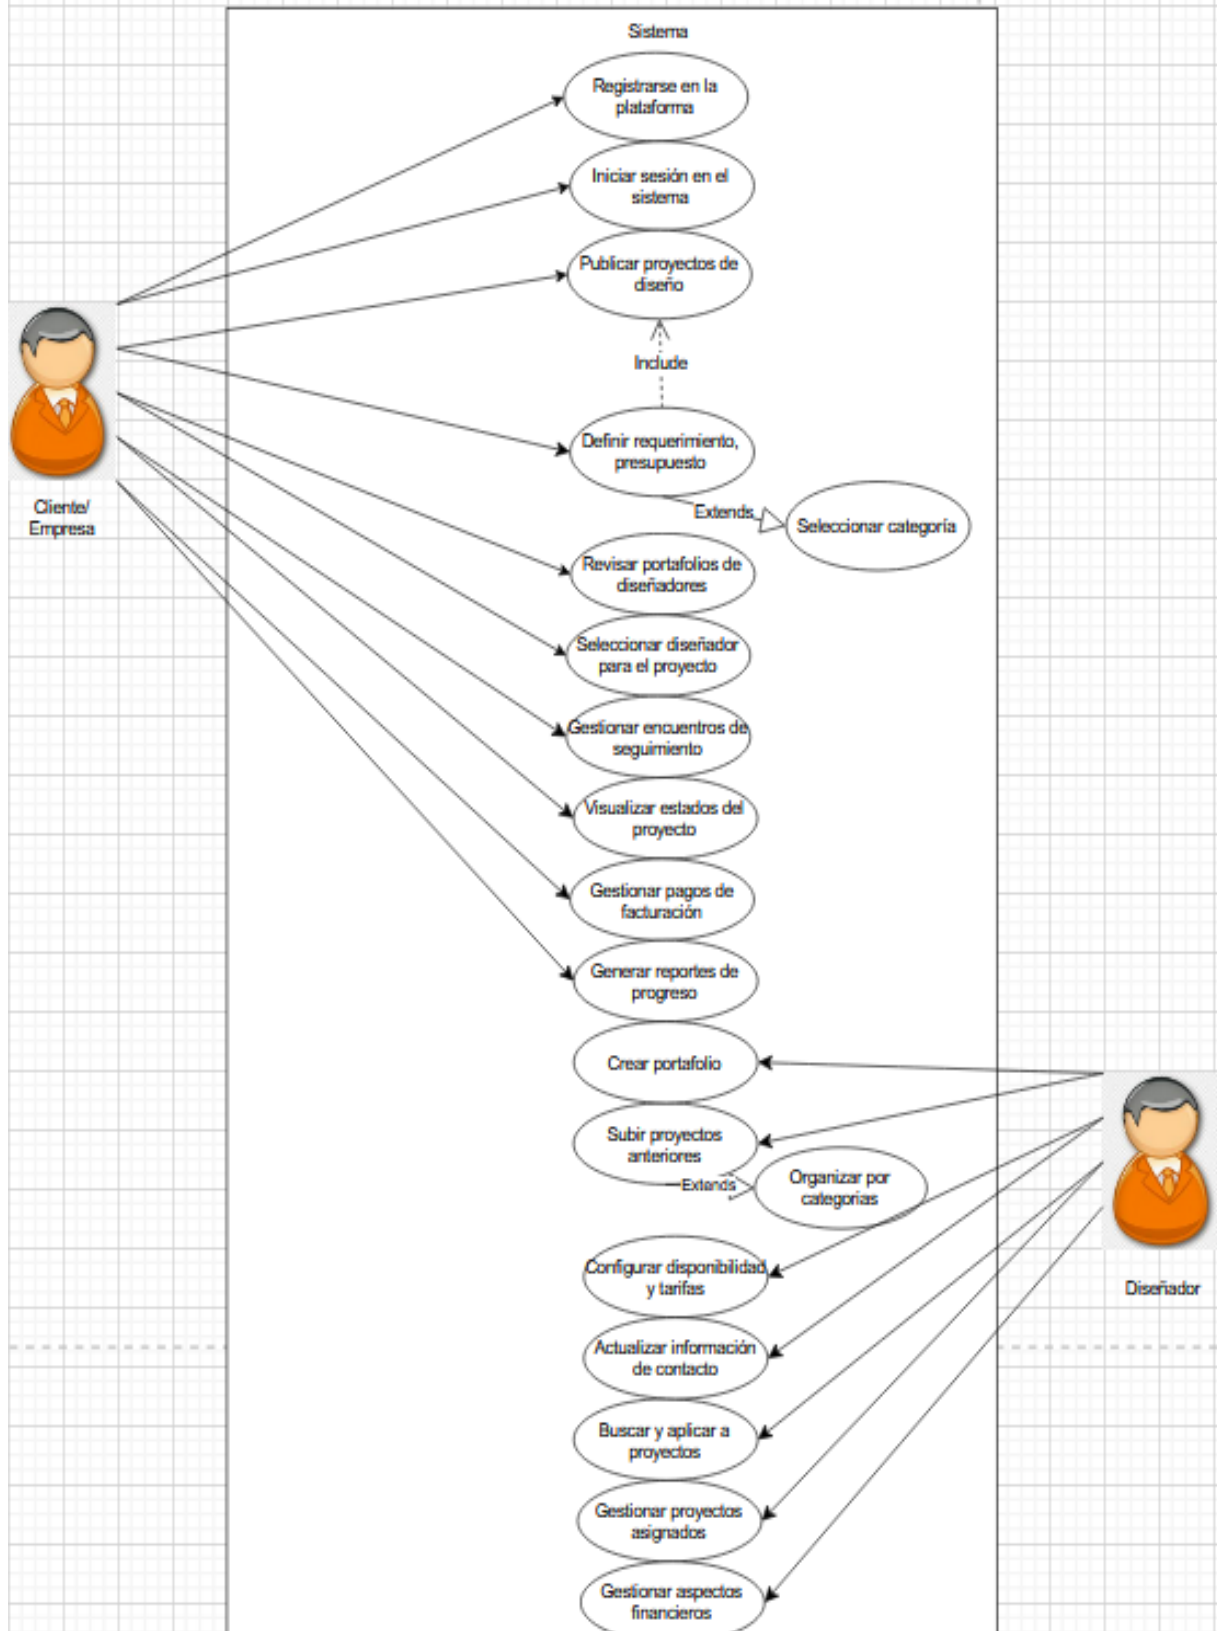 Sistema
Registrarse en la
plataforma
Iniciar sesión en el
sistema
Publicar proyectos de
diseño
Include
Definir requerimiento,
presupuesto
Extends
Seleccionar categoría
Cliente/
Empresa
Revisar portafolios de
diseñadores
Seleccionar diseñador
para el proyecto
Gestionar encuentros de
seguimiento
Visualizar estados del
proyecto
Gestionar pagos de
facturación
Generar reportes de
progreso
Crear portafolio
Subir proyectos
anteriores
Extends
Organizar por
categorias
Configurar disponibilidad
y tarifas
Diseñador
Actualizar información
de contacto
Buscar y aplicar a
proyectos
Gestionar proyectos
asignados
Gestionar aspectos
financieros